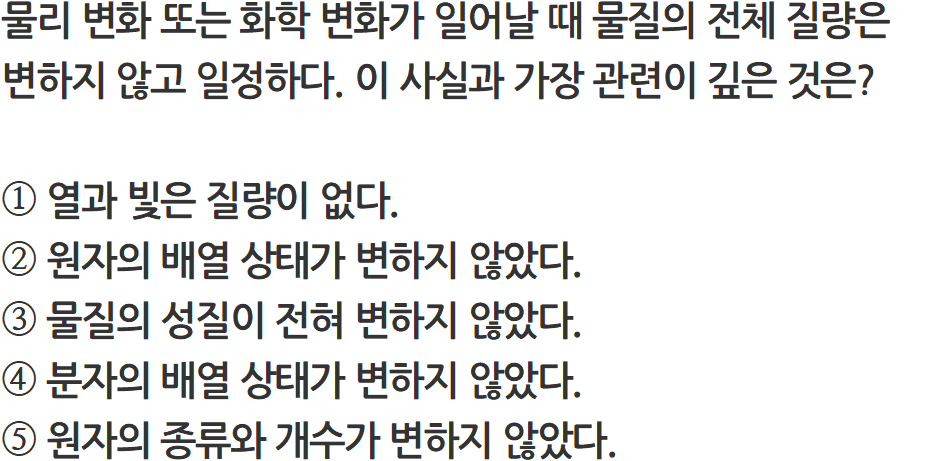 물리 변화 또는 화학 변화가 일어날 때 물질의 전체 질량은
변하지 않고 일정하다. 이 사실과 가장 관련이 깊은 것은?
① 열과 빛은 질량이 없다.
② 원자의 배열 상태가 변하지 않았다.
③ 물질의 성질이 전혀 변하지 않았다.
④ 분자의 배열 상태가 변하지 않았다.
⑤ 원자의 종류와 개수가 변하지 않았다.